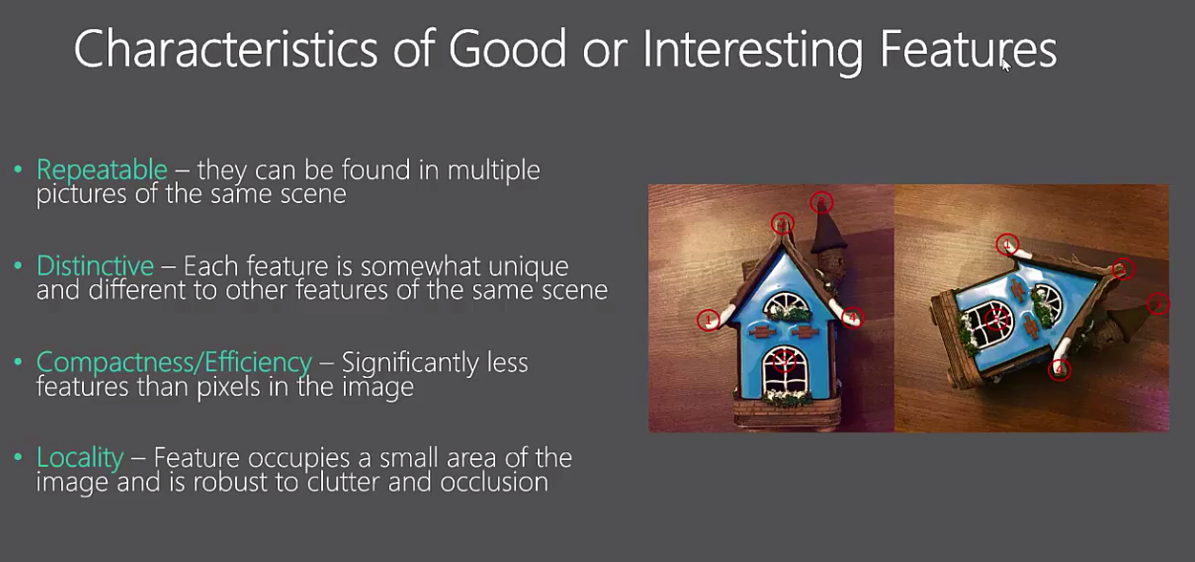 Characteristics of Good or Interesting Features
• Repeatable – they can be found in multiple
pictures of the same scene
• Distinctive – Each feature is somewhat unique
and different to other features of the same scene
• Compactness/Efficiency – Significantly less
features than pixels in the image
• Locality – Feature occupies a small area of the
image and is robust to clutter and occlusion
1
4